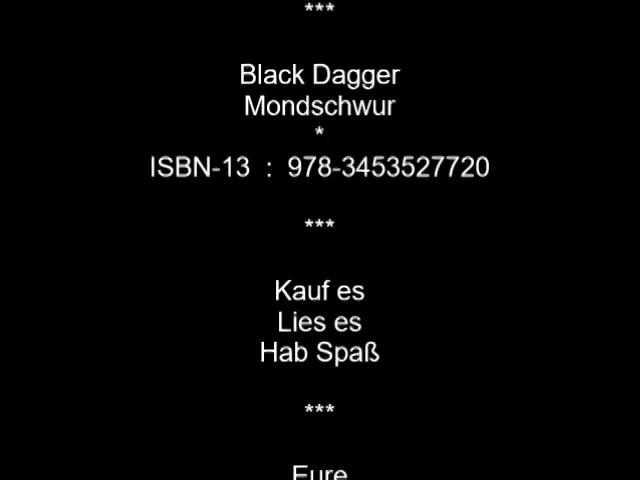 ***
Black Dagger
Mondschwur
*
ISBN-13 : 978-3453527720
***
Kauf es
Lies es
Hab Spaß
***
Eure